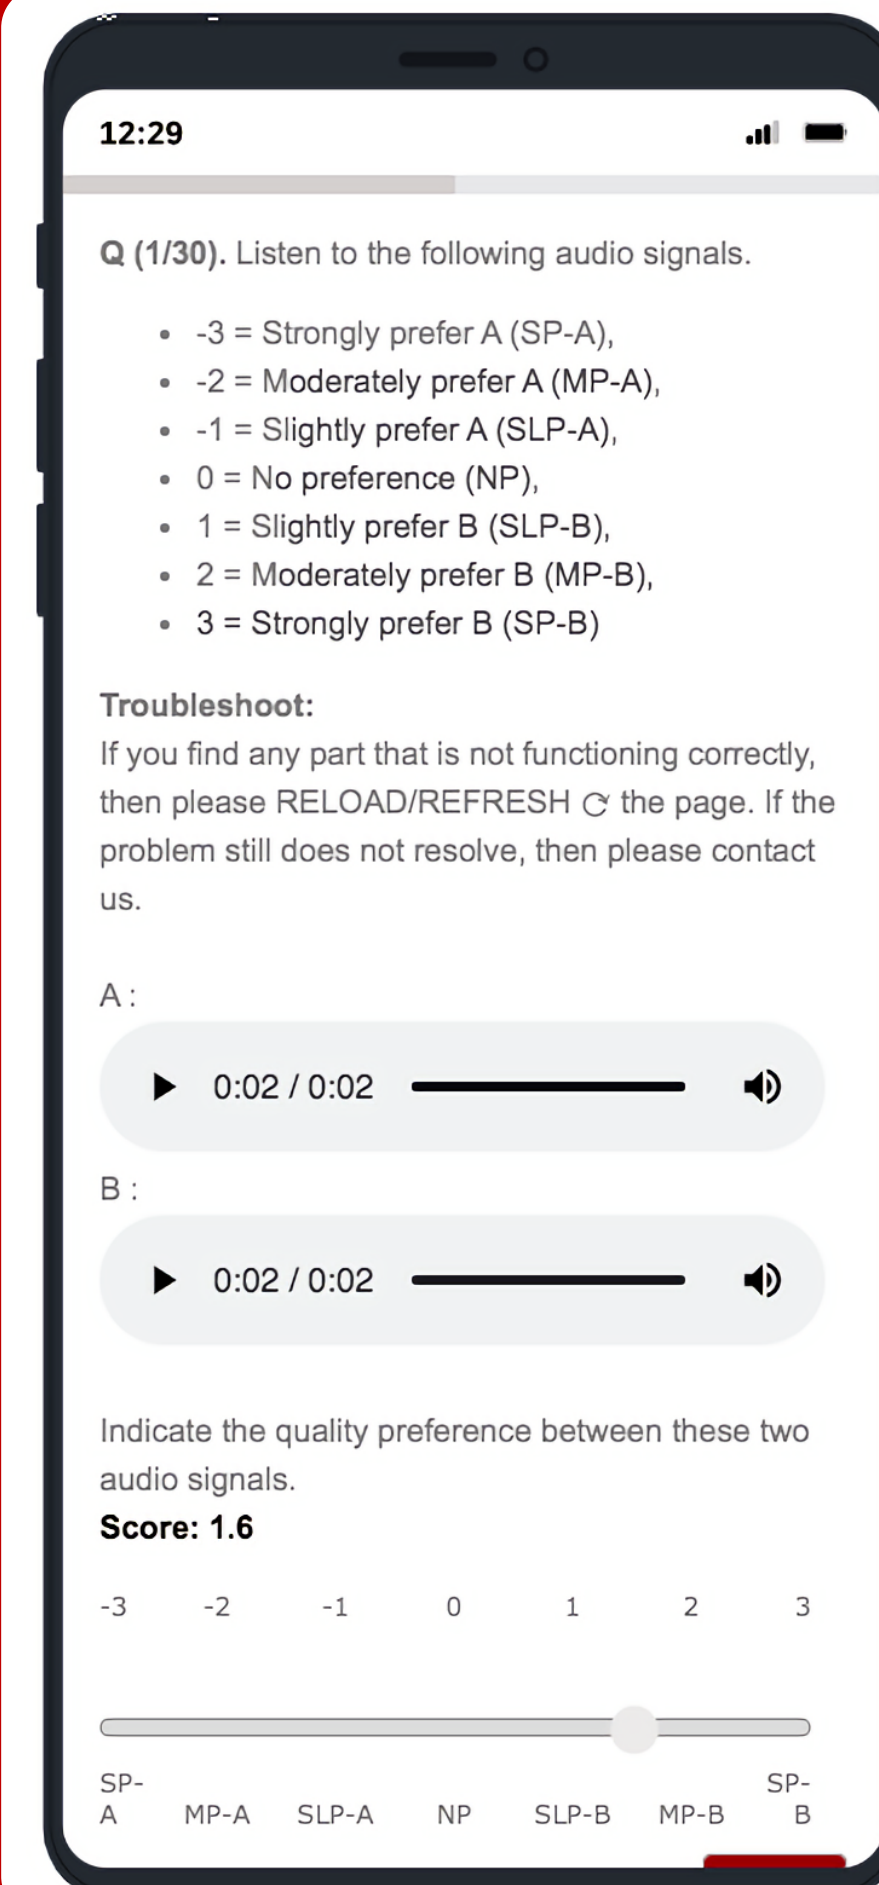 12:29
Q (1/30). Listen to the following audio signals.
-3 = Strongly prefer A (SP-A),
-2 = Moderately prefer A (MP-A),
-1 = Slightly prefer A (SLP-A),
0 = No preference (NP),
1 = Slightly prefer B (SLP-B),
2 = Moderately prefer B (MP-B),
3 = Strongly prefer B (SP-B)
Troubleshoot:
If you find any part that is not functioning correctly,
then please RELOAD/REFRESH ⟳ the page. If the
problem still does not resolve, then please contact
us.
A :
0:02 / 0:02
B :
0:02 / 0:02
Indicate the quality preference between these two
audio signals.
Score: 1.6
-3 -2 -1 0 1 2 3
SP- SP-
A MP-A SLP-A NP SLP-B MP-B B